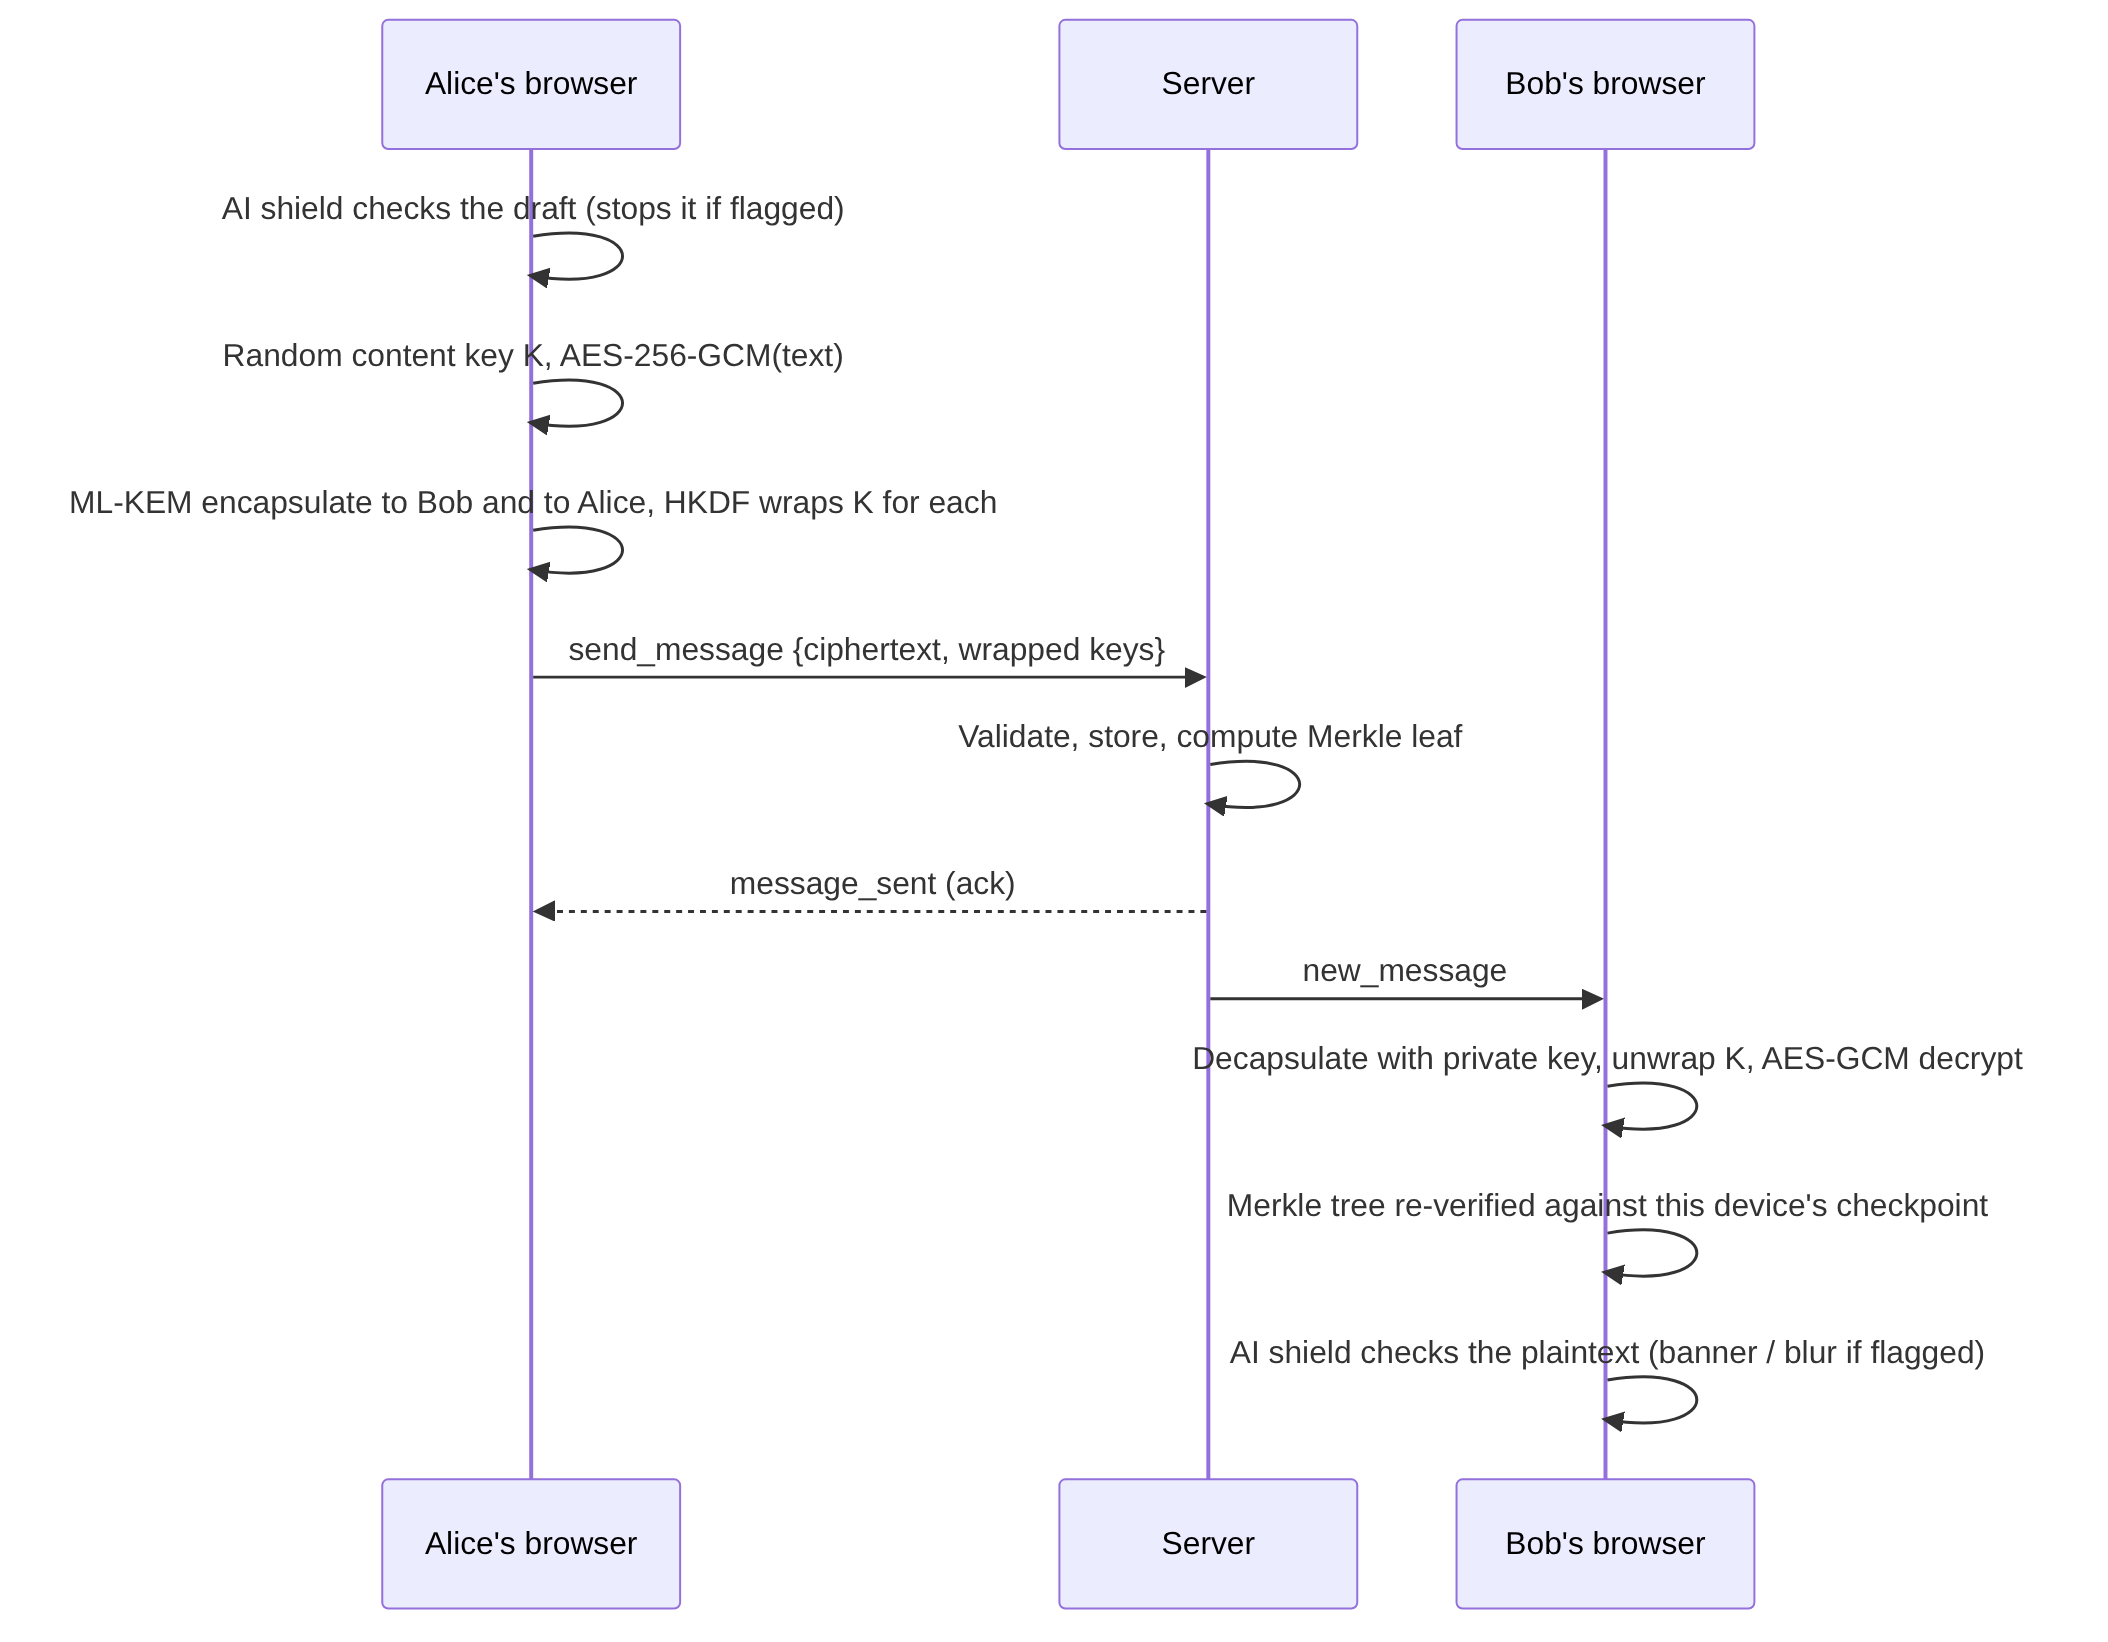 Alice's browser
Server
Bob's browser
AI shield checks the draft (stops it if flagged)
Random content key K, AES-256-GCM(text)
ML-KEM encapsulate to Bob and to Alice, HKDF wraps K for each
send_message {ciphertext, wrapped keys}
Validate, store, compute Merkle leaf
message_sent (ack)
new_message
Decapsulate with private key, unwrap K, AES-GCM decrypt
Merkle tree re-verified against this device's checkpoint
AI shield checks the plaintext (banner / blur if flagged)
Alice's browser
Server
Bob's browser